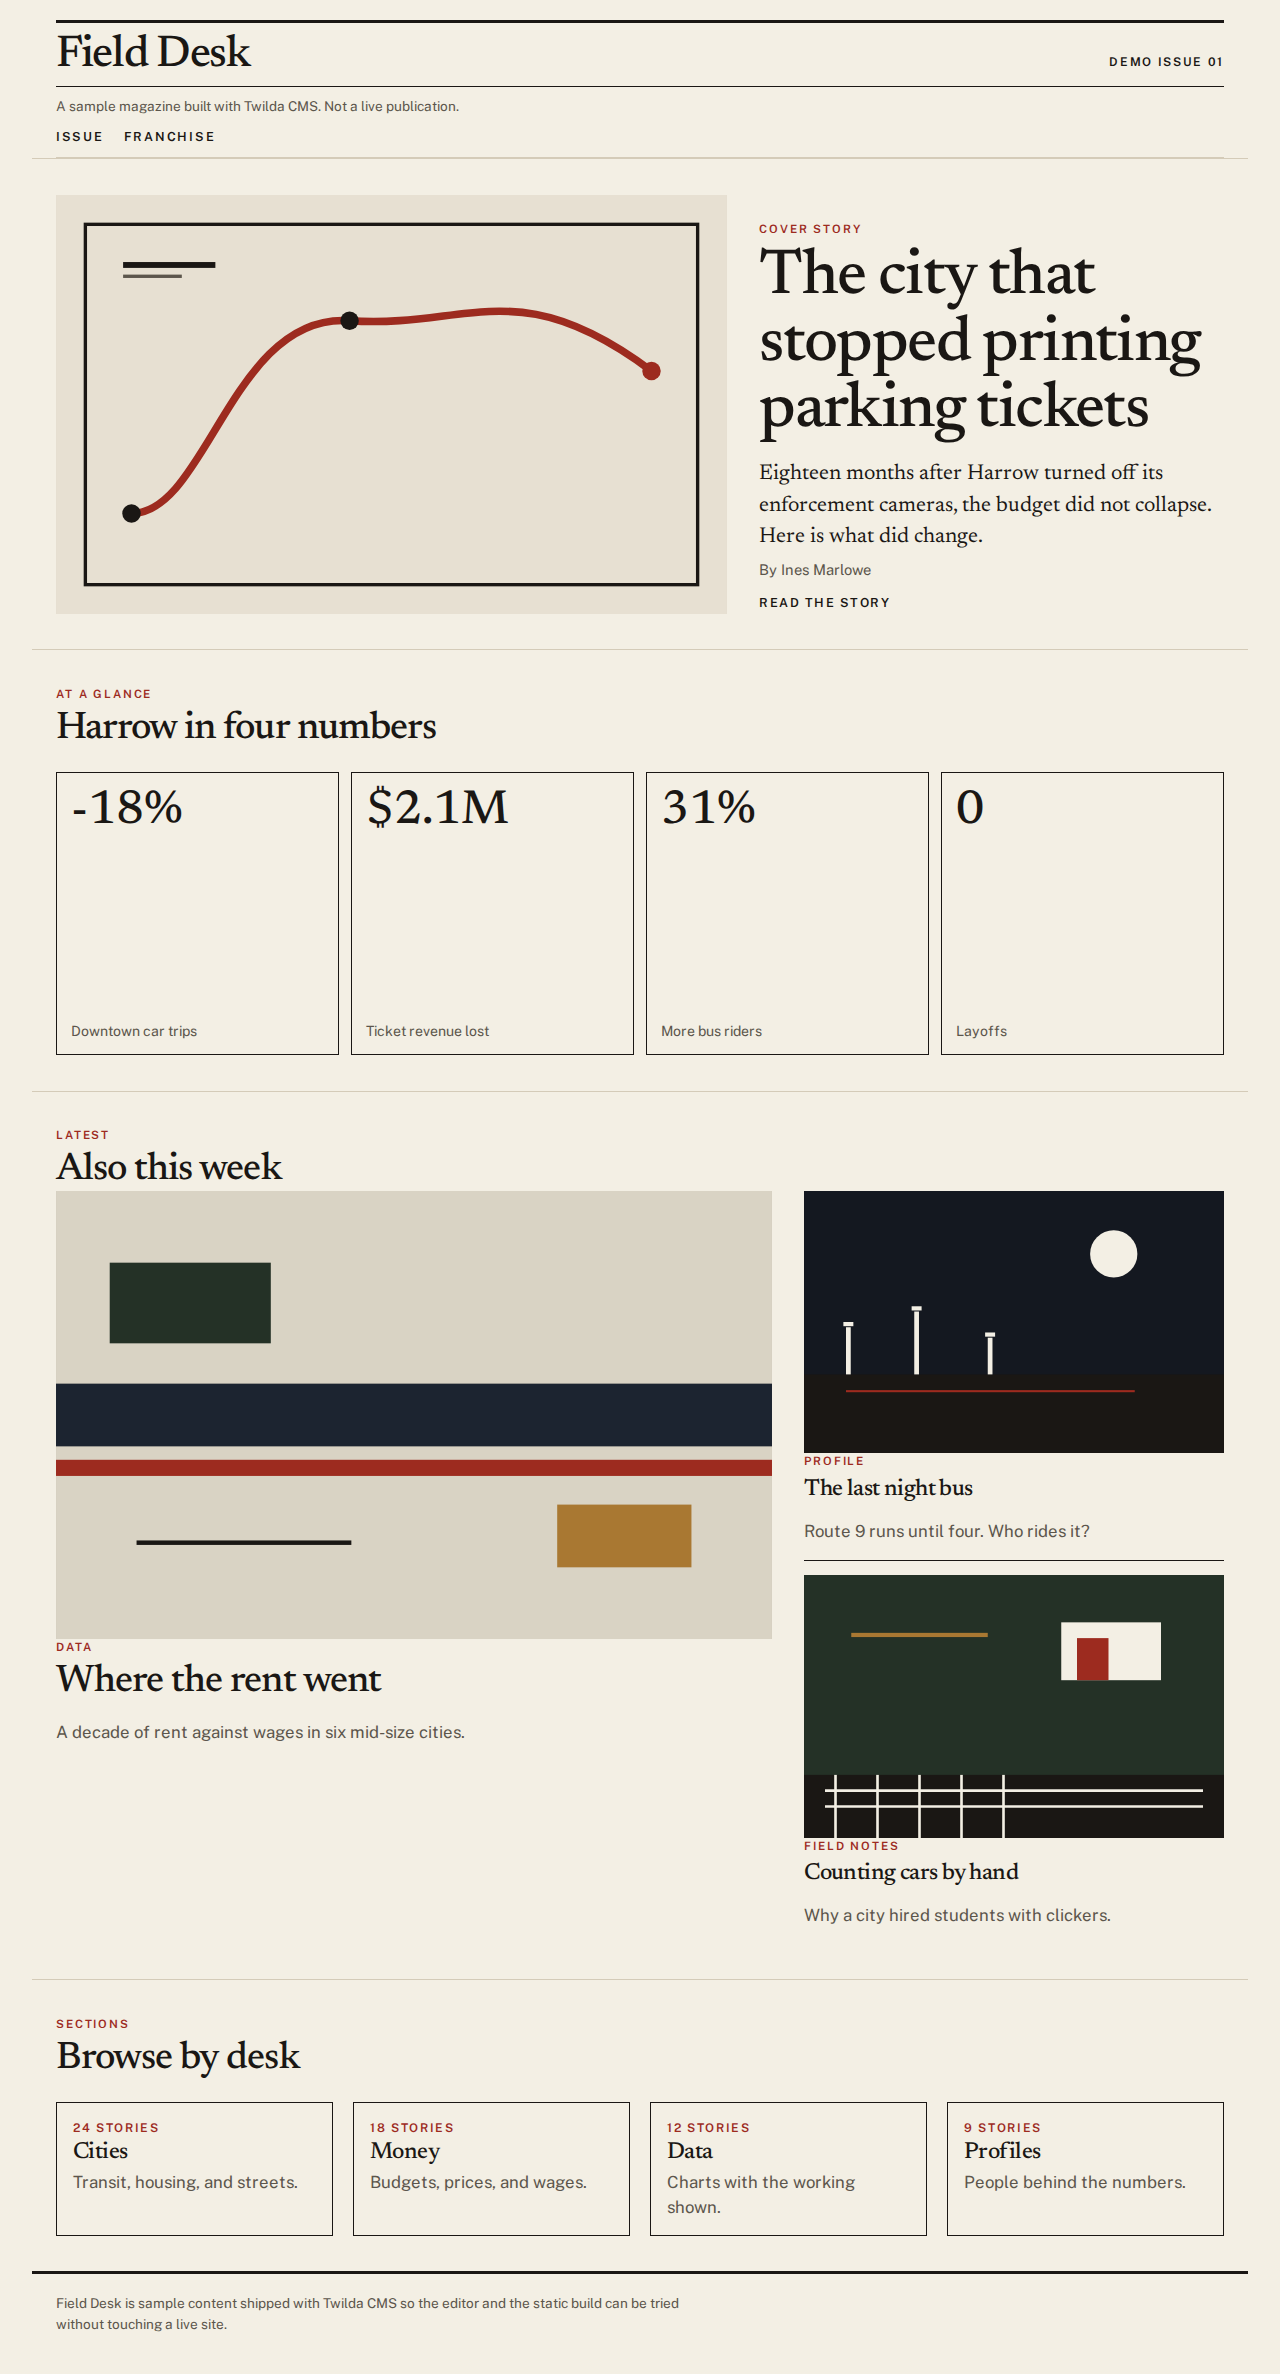 Field Desk
DEMO ISSUE 01
A sample magazine built with Twilda CMS. Not a live publication.
ISSUE FRANCHISE
COVER STORY
The city that
stopped printing
parking tickets
Eighteen months after Harrow turned off its
enforcement cameras, the budget did not collapse.
Here is what did change.
By Ines Marlowe
READ THE STORY
AT A GLANCE
Harrow in four numbers
-18%
Downtown car trips
$2.1M
Ticket revenue lost
31%
More bus riders
0
Layoffs
LATEST
Also this week
DATA
Where the rent went
A decade of rent against wages in six mid-size cities.
PROFILE
The last night bus
Route 9 runs until four. Who rides it?
FIELD NOTES
Counting cars by hand
Why a city hired students with clickers.
SECTIONS
Browse by desk
24 STORIES
Cities
Transit, housing, and streets.
18 STORIES
Money
Budgets, prices, and wages.
12 STORIES
Data
Charts with the working
shown.
9 STORIES
Profiles
People behind the numbers.
Field Desk is sample content shipped with Twilda CMS so the editor and the static build can be tried
without touching a live site.